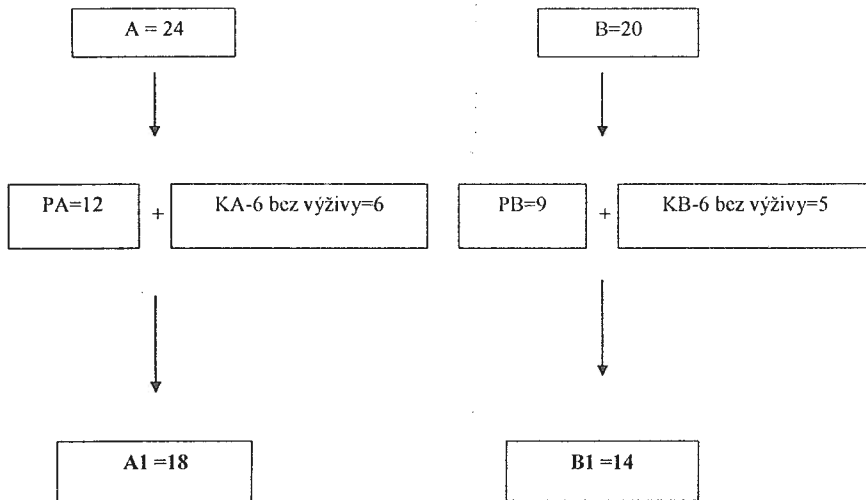 A = 24
B=20
PA=12
+
KA-6 bez výživy=6
PB=9
+
KB-6 bez výživy=5
A1 =18
B1 =14